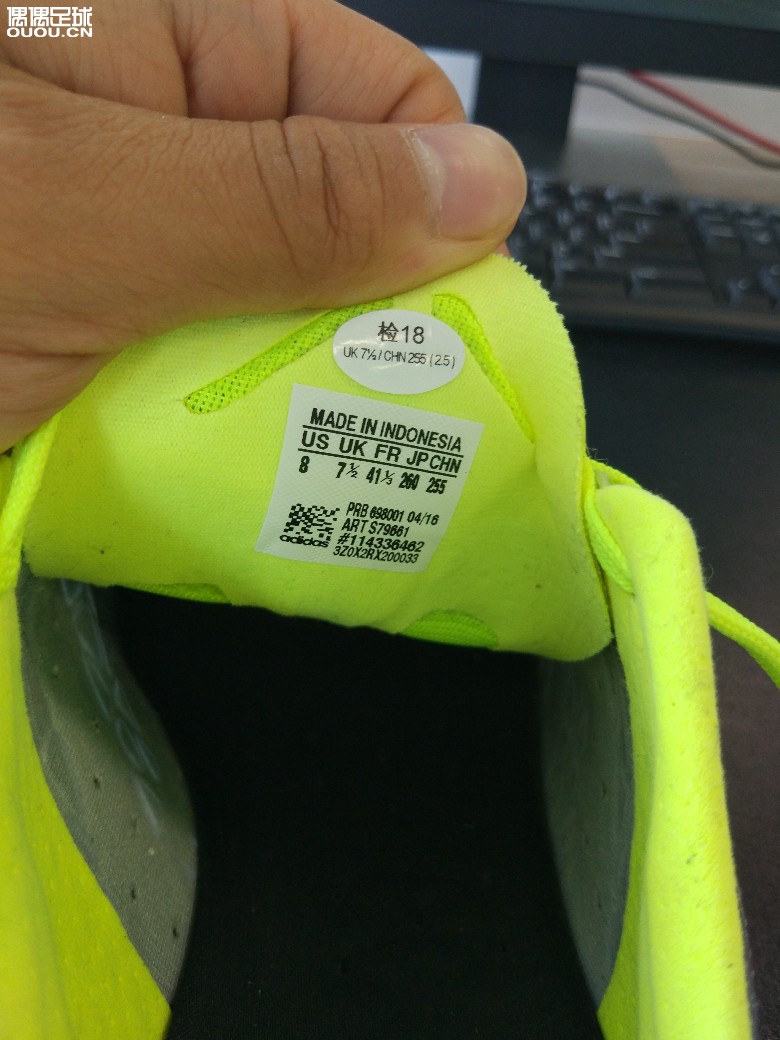 偶偶足球
OUOU.CN
检18
UK 7½ / CHN 255 ( 2.5 )
MADE IN INDONESIA
US UK FR JP CHN
8 7½ 41⅓ 260 255
PRB 698001 04/16
ART S79661
#114336462
3Z0X2RX200033
adidas